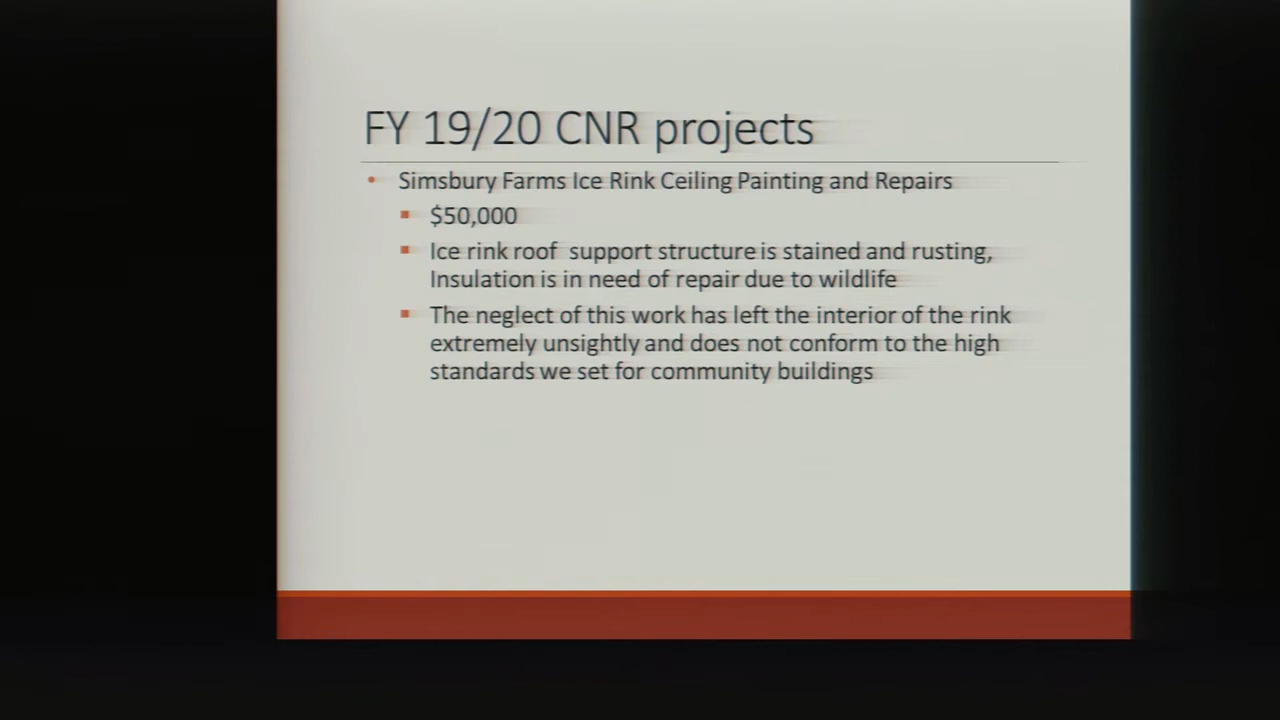 FY 19/20 CNR projects
Simsbury Farms Ice Rink Ceiling Painting and Repairs
$50,000
Ice rink roof support structure is stained and rusting,
Insulation is in need of repair due to wildlife
The neglect of this work has left the interior of the rink
extremely unsightly and does not conform to the high
standards we set for community buildings